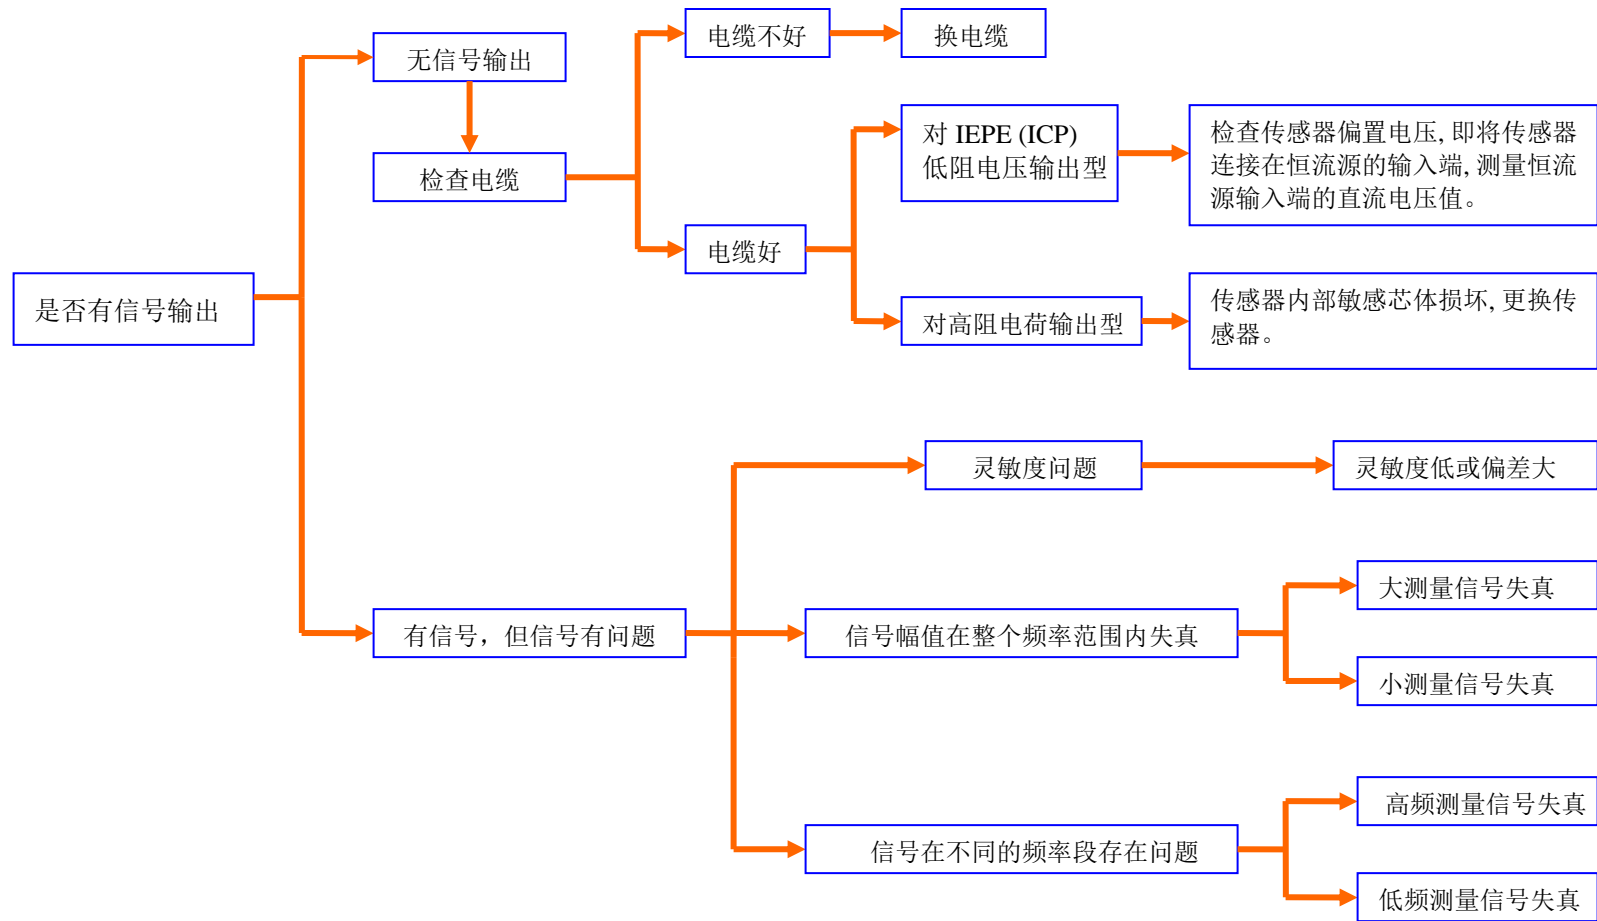 是否有信号输出
无信号输出
检查电缆
电缆不好
换电缆
电缆好
对 IEPE (ICP)
低阻电压输出型
检查传感器偏置电压, 即将传感器
连接在恒流源的输入端, 测量恒流
源输入端的直流电压值。
对高阻电荷输出型
传感器内部敏感芯体损坏, 更换传
感器。
有信号，但信号有问题
灵敏度问题
灵敏度低或偏差大
信号幅值在整个频率范围内失真
大测量信号失真
小测量信号失真
信号在不同的频率段存在问题
高频测量信号失真
低频测量信号失真